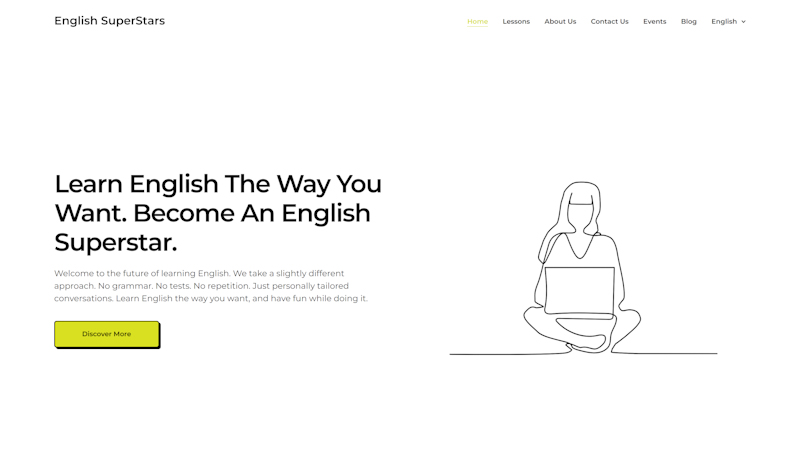 English SuperStars
Home
Lessons
About Us
Contact Us
Events
Blog
English
Learn English The Way You
Want. Become An English
Superstar.
Welcome to the future of learning English. We take a slightly different
approach. No grammar. No tests. No repetition. Just personally tailored
conversations. Learn English the way you want, and have fun while doing it.
Discover More